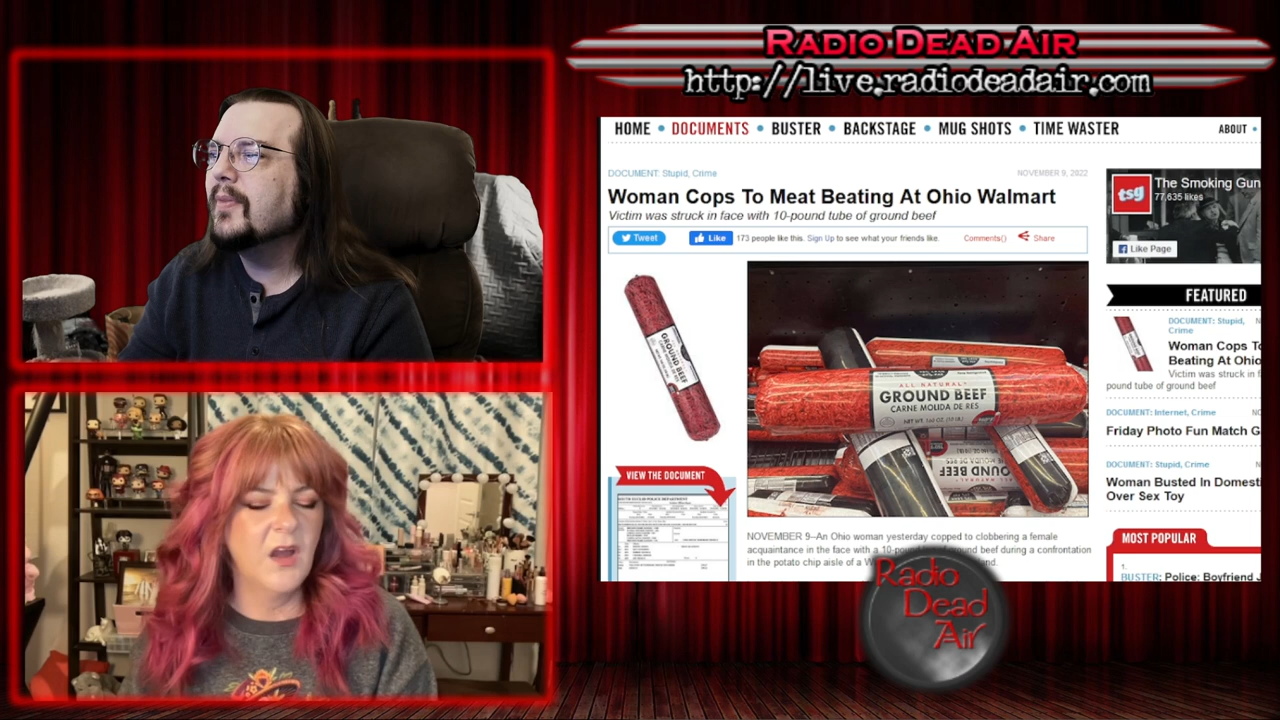 RADIO DEAD AIR
http://live.radiodeadair.com
HOME • DOCUMENTS • BUSTER • BACKSTAGE • MUG SHOTS • TIME WASTER
ABOUT •
DOCUMENT: Stupid, Crime
NOVEMBER 9, 2022
Woman Cops To Meat Beating At Ohio Walmart
Victim was struck in face with 10-pound tube of ground beef
Tweet
Like
173 people like this. Sign Up to see what your friends like.
Comments()
Share
GROUND BEEF
ALL NATURAL*
GROUND BEEF
CARNE MOLIDA DE RES
VIEW THE DOCUMENT
NOVEMBER 9--An Ohio woman yesterday copped to clobbering a female
acquaintance in the face with a 10-pound beef during a confrontation
in the potato chip aisle of a
tsg
The Smoking Gun
77,635 likes
Like Page
FEATURED
DOCUMENT: Stupid,
Crime
Woman Cops To
Beating At Ohio
Victim was struck in f
pound tube of ground beef
DOCUMENT: Internet, Crime
Friday Photo Fun Match G
DOCUMENT: Stupid, Crime
Woman Busted In Domest
Over Sex Toy
MOST POPULAR
1.
BUSTER: Police: Boyfriend J
Radio
Dead
Air